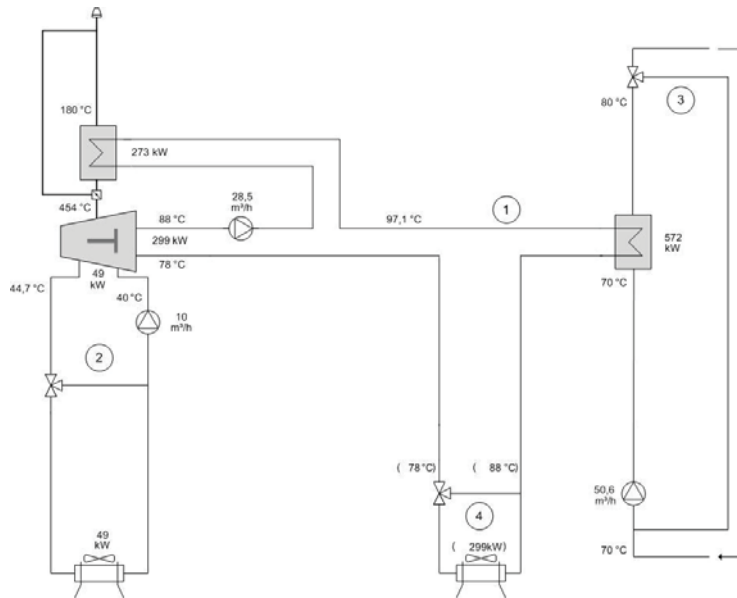 180 °C
273 kW
454 °C
88 °C
28,5
m³/h
299 kW
78 °C
97,1 °C
1
80 °C
3
572
kW
70 °C
49
kW
44,7 °C
40 °C
10
m³/h
2
( 78 °C)
( 88 °C)
4
( 299kW)
49
kW
50,6
m³/h
70 °C